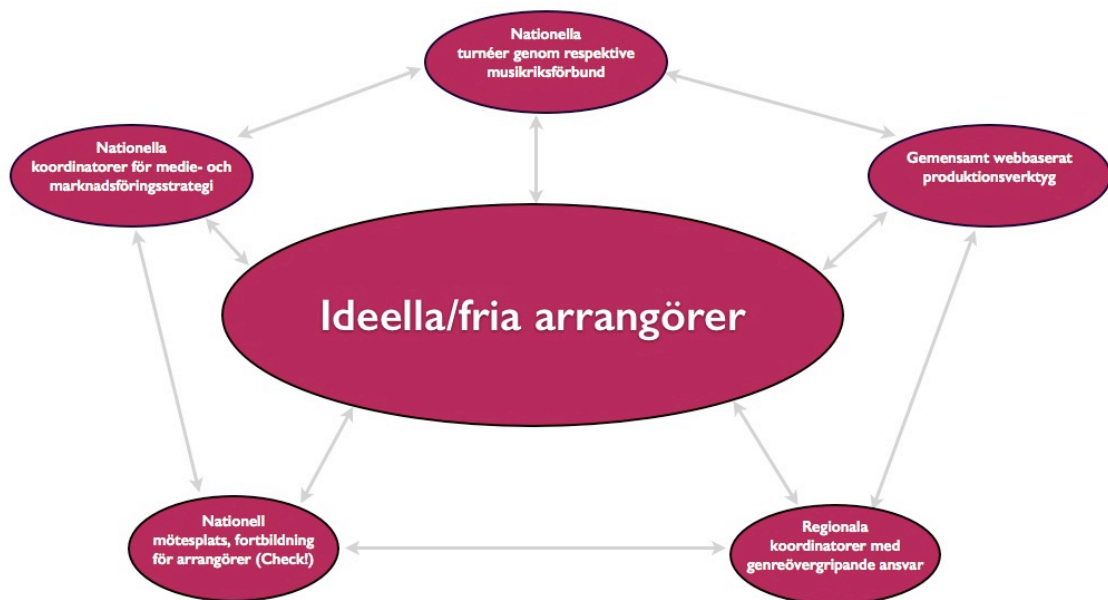 Nationella
turnéer genom respektive
musikriksförbund
Nationella
koordinatorer för medie- och
marknadsföringsstrategi
Gemensamt webbaserat
produktionsverktyg
Ideella/fria arrangörer
Nationell
mötesplats, fortbildning
för arrangörer (Check!)
Regionala
koordinatorer med
genreövergripande ansvar